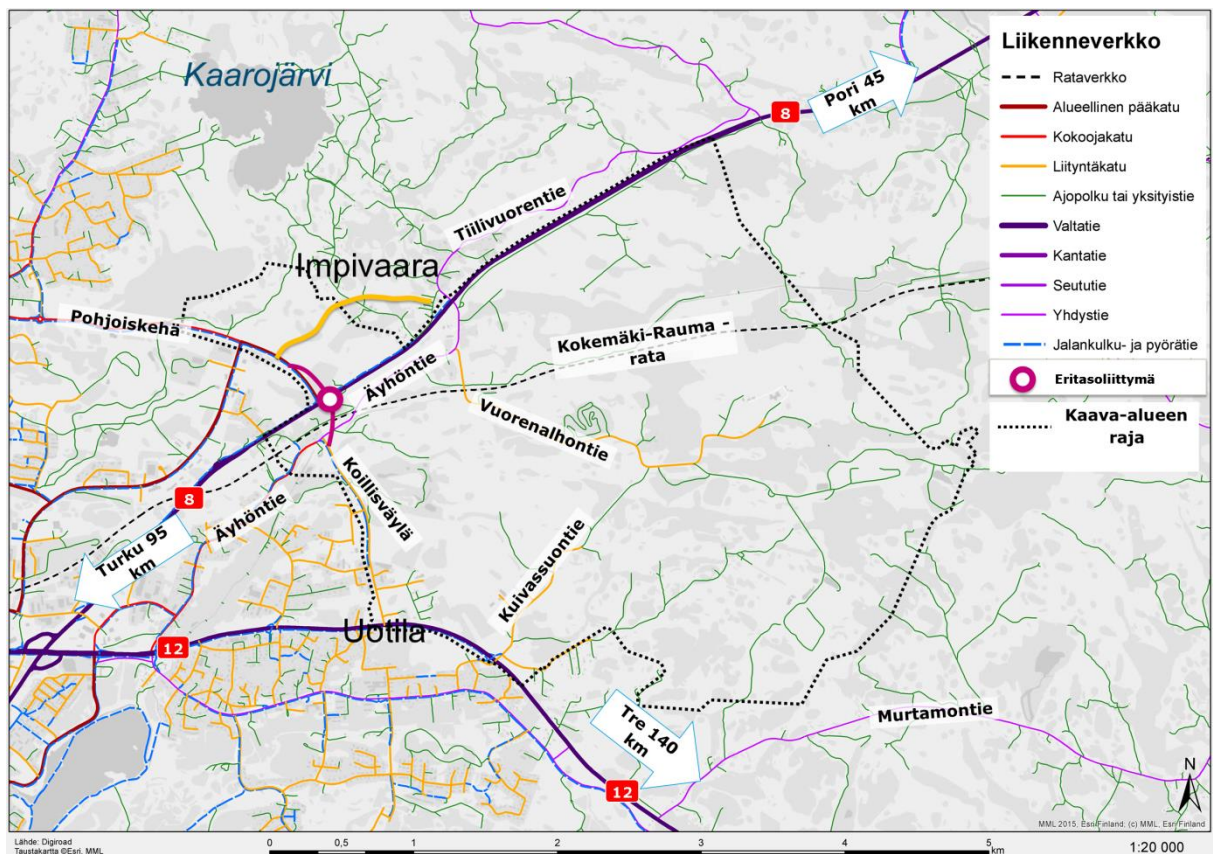 Kaarojärvi
Pori 45
km
8
Tiilivuorentie
Impivaara
Pohjoiskehä
Kokemäki-Rauma -
rata
Äyhöntie
Vuorenalhontie
Koillisväylä
8
Äyhöntie
Turku 95
km
Kuivassuontie
Uotila
12
Tre 140
km
Murtamontie
12
Liikenneverkko
Rataverkko
Alueellinen pääkatu
Kokoojakatu
Liityntäkatu
Ajopolku tai yksityistie
Valtatie
Kantatie
Seututie
Yhdystie
Jalankulku- ja pyörätie
Eritasoliittymä
Kaava-alueen
raja
N
MML 2015, Esri Finland; (c) MML, Esri Finland
Lähde: Digiroad
Taustakartta ©Esri, MML
0 0,5 1 2 3 4 5
km
1:20 000